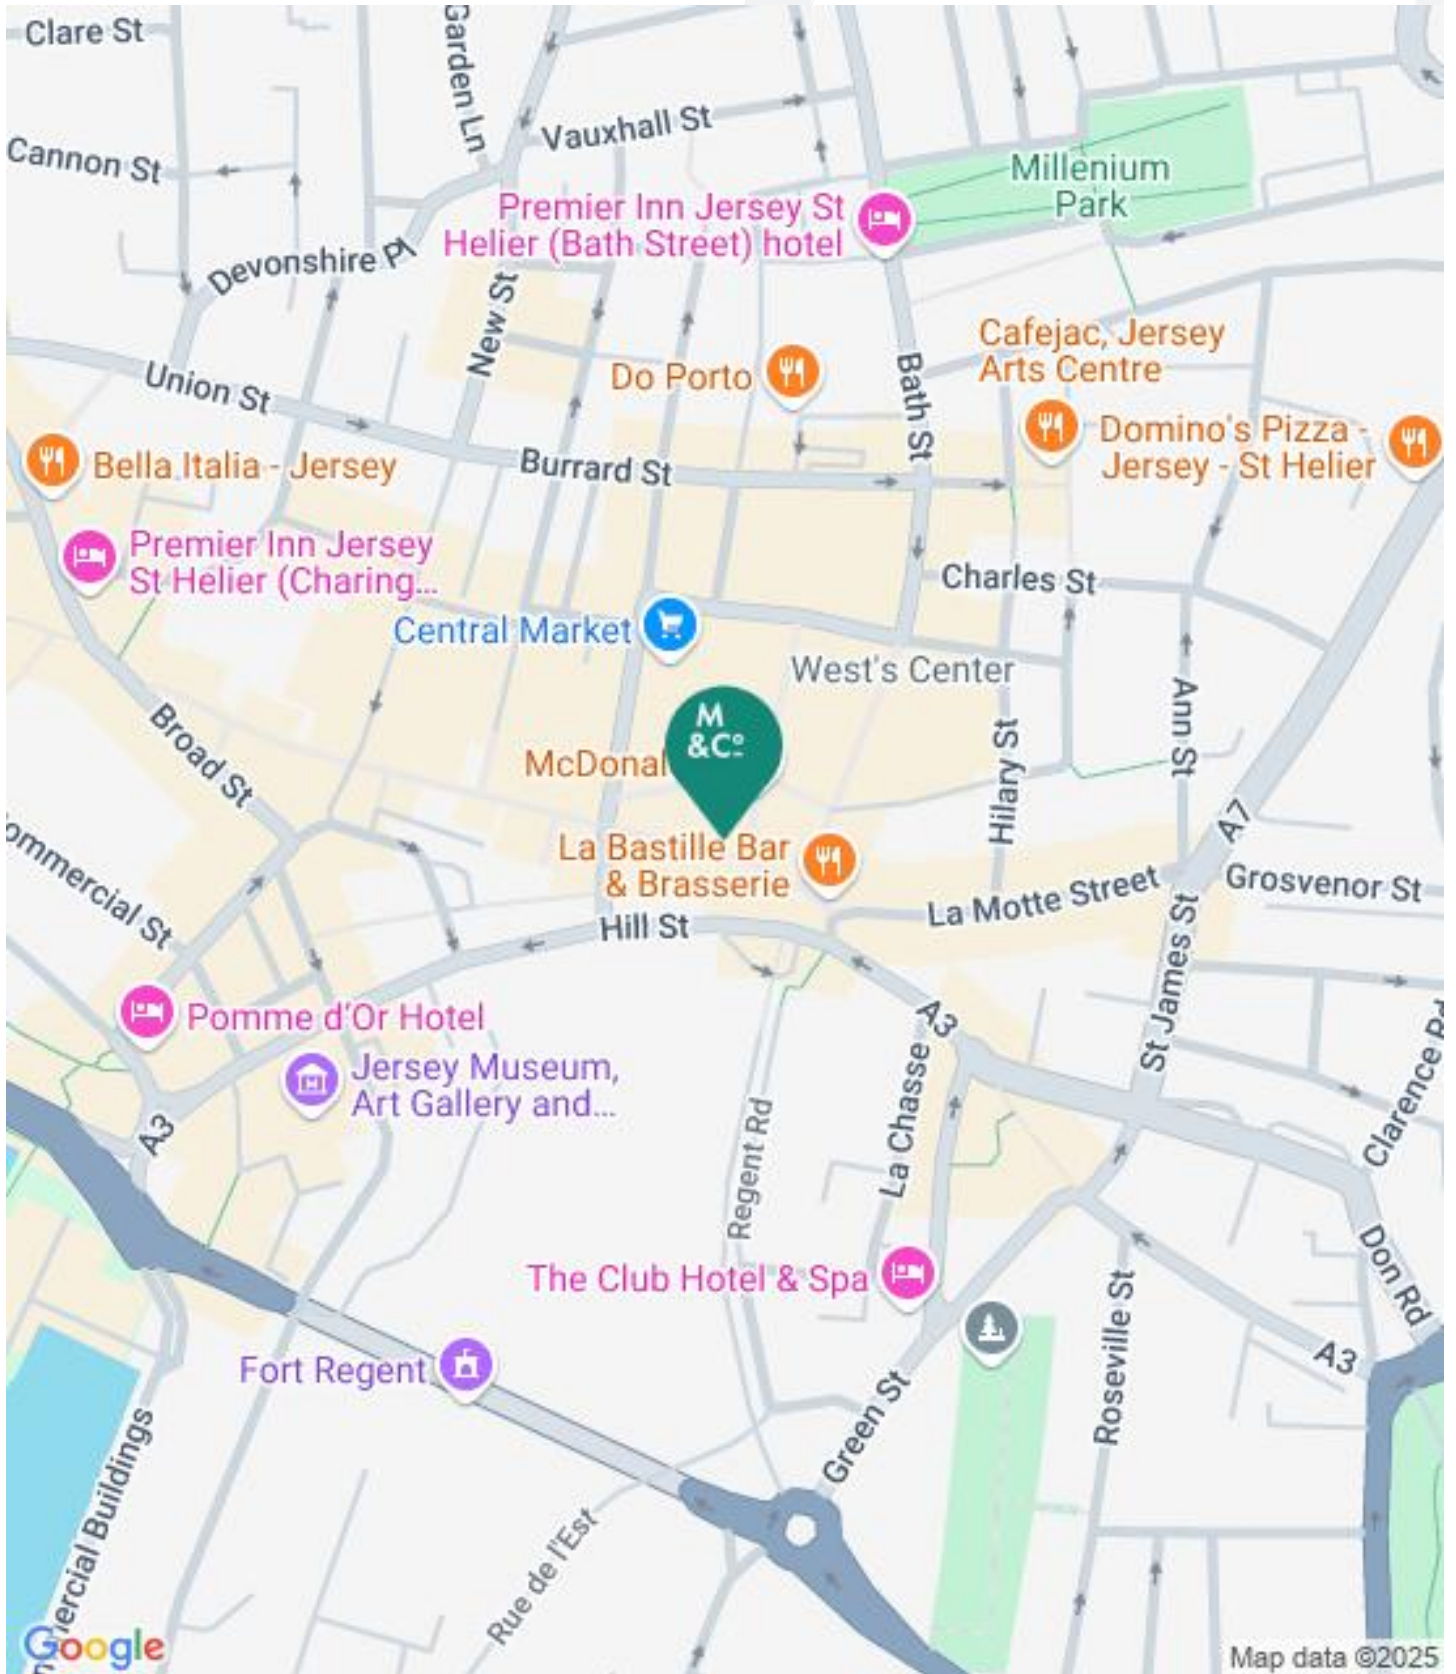 Clare St
Garden Ln
Vauxhall St
Cannon St
Millenium
Park
Premier Inn Jersey St
Helier (Bath Street) hotel
Devonshire Pl
New St
Cafejac, Jersey
Arts Centre
Do Porto
Bath St
Union St
Domino's Pizza -
Jersey - St Helier
Bella Italia - Jersey
Burrard St
Premier Inn Jersey
St Helier (Charing...
Charles St
Central Market
West's Center
M
&Co
McDonal
Broad St
Hilary St
Ann St
A7
La Bastille Bar
& Brasserie
ommercial St
La Motte Street
Grosvenor St
Hill St
St James St
Pomme d'Or Hotel
A3
Jersey Museum,
Art Gallery and...
La Chasse
Clarence Rd
A3
Regent Rd
The Club Hotel & Spa
Don Rd
Roseville St
A3
Fort Regent
Green St
mercial Buildings
Rue de l'Est
Google
Map data ©2025